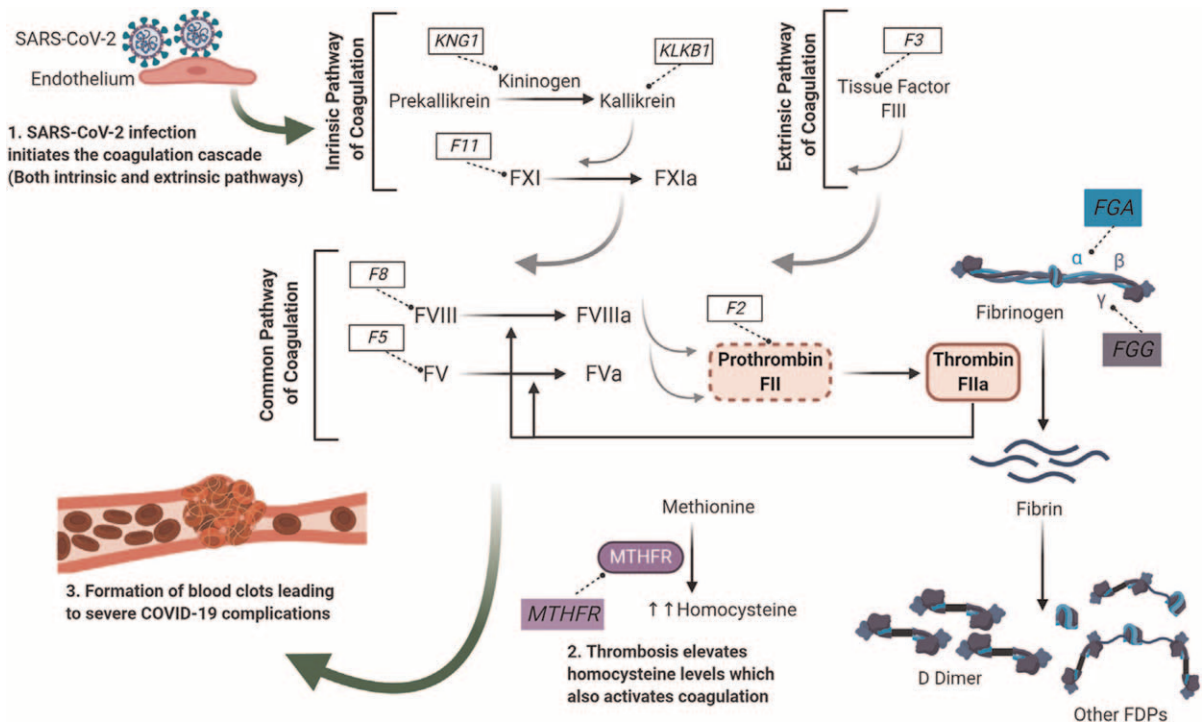 SARS-CoV-2
Endothelium
1. SARS-CoV-2 infection
initiates the coagulation cascade
(Both intrinsic and extrinsic pathways)
Intrinsic Pathway
of Coagulation
KNG1
KLKB1
Kininogen
Prekallikrein
Kallikrein
F11
FXI
FXIa
Extrinsic Pathway
of Coagulation
F3
Tissue Factor
FIII
Common Pathway
of Coagulation
F8
FVIII
FVIIIa
F5
FV
FVa
F2
Prothrombin
FII
Thrombin
FIIa
FGA
α
β
γ
Fibrinogen
FGG
Fibrin
D Dimer
Other FDPs
Methionine
MTHFR
MTHFR
↑ ↑ Homocysteine
2. Thrombosis elevates
homocysteine levels which
also activates coagulation
3. Formation of blood clots leading
to severe COVID-19 complications